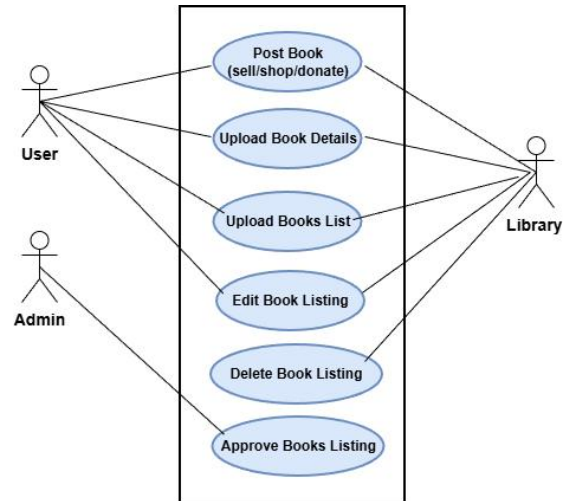 Post Book
(sell/shop/donate)
Upload Book Details
User
Upload Books List
Library
Edit Book Listing
Admin
Delete Book Listing
Approve Books Listing